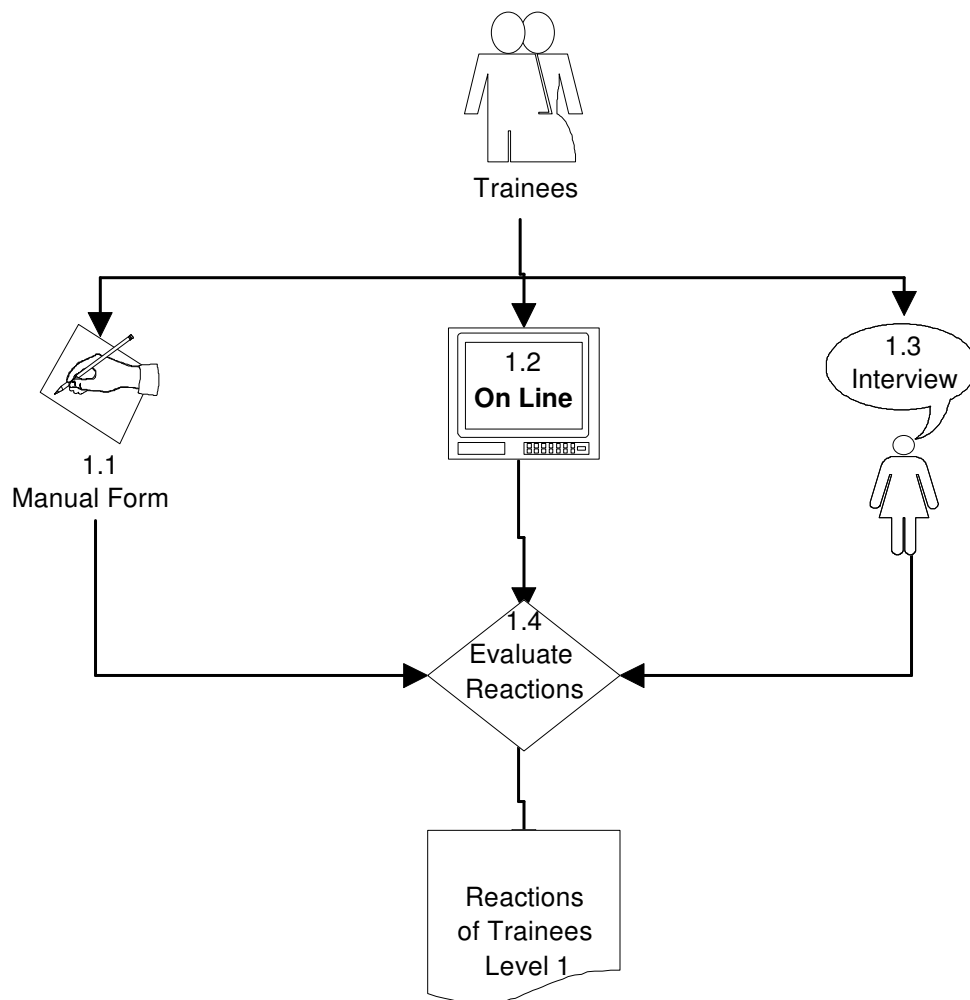 Trainees
1.1
Manual Form
1.2
On Line
1.3
Interview
1.4
Evaluate
Reactions
Reactions
of Trainees
Level 1